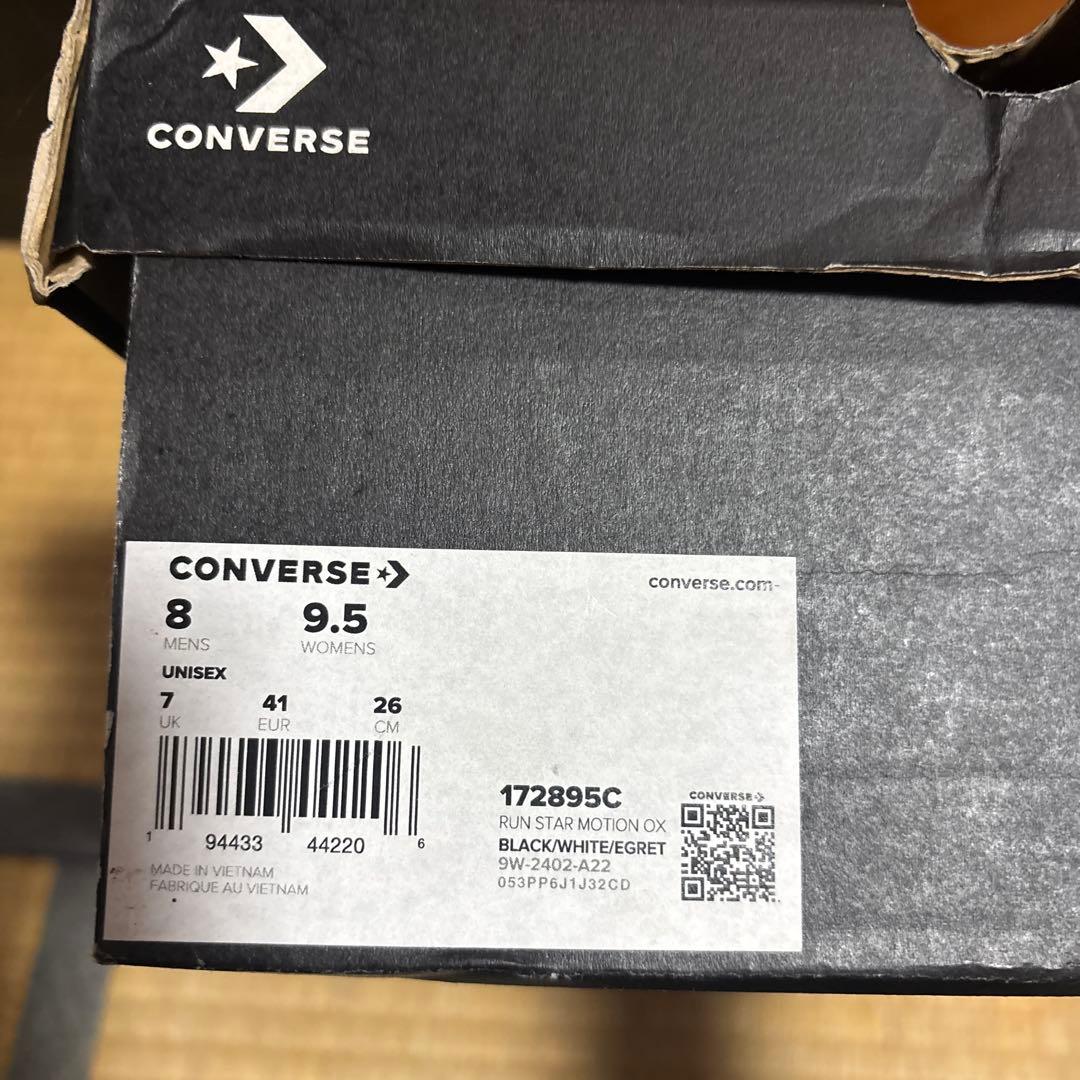 CONVERSE
CONVERSE
converse.com
8 9.5
MENS WOMENS
UNISEX
7 41 26
UK EUR CM
1 94433 44220 6
MADE IN VIETNAM
FABRIQUE AU VIETNAM
172895C
RUN STAR MOTION OX
BLACK/WHITE/EGRET
9W-2402-A22
053PP6J1J32CD
CONVERSE